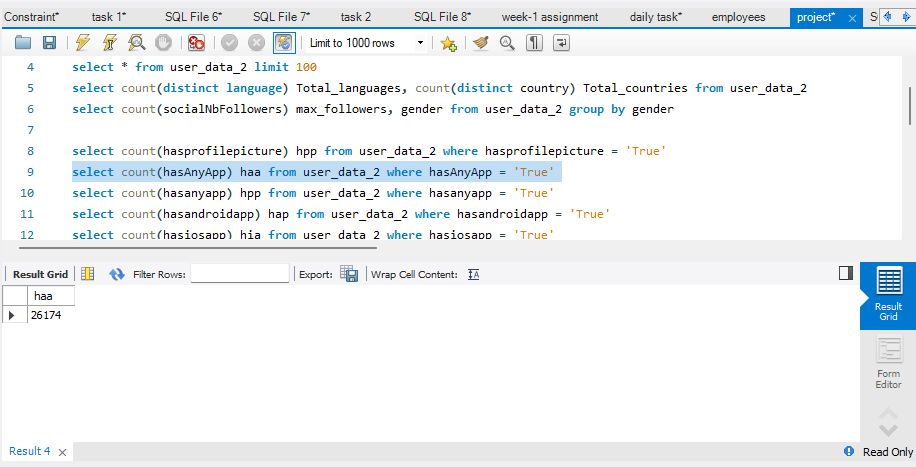 Constraint* task 1* SQL File 6* SQL File 7* task 2 SQL File 8* week-1 assignment daily task* employees project* S
Limit to 1000 rows
4 select * from user_data_2 limit 100
5 select count(distinct language) Total_languages, count(distinct country) Total_countries from user_data_2
6 select count(socialNbFollowers) max_followers, gender from user_data_2 group by gender
7
8 select count(hasprofilepicture) hpp from user_data_2 where hasprofilepicture = 'True'
9 select count(hasAnyApp) haa from user_data_2 where hasAnyApp = 'True'
10 select count(hasanyapp) hpp from user_data_2 where hasanyapp = 'True'
11 select count(hasandroidapp) hap from user_data_2 where hasandroidapp = 'True'
12 select count(hasiosapp) hia from user_data_2 where hasiosapp = 'True'
Result Grid Filter Rows: Export: Wrap Cell Content: IA
haa
26174
Result
Grid
Form
Editor
Result 4 Read Only